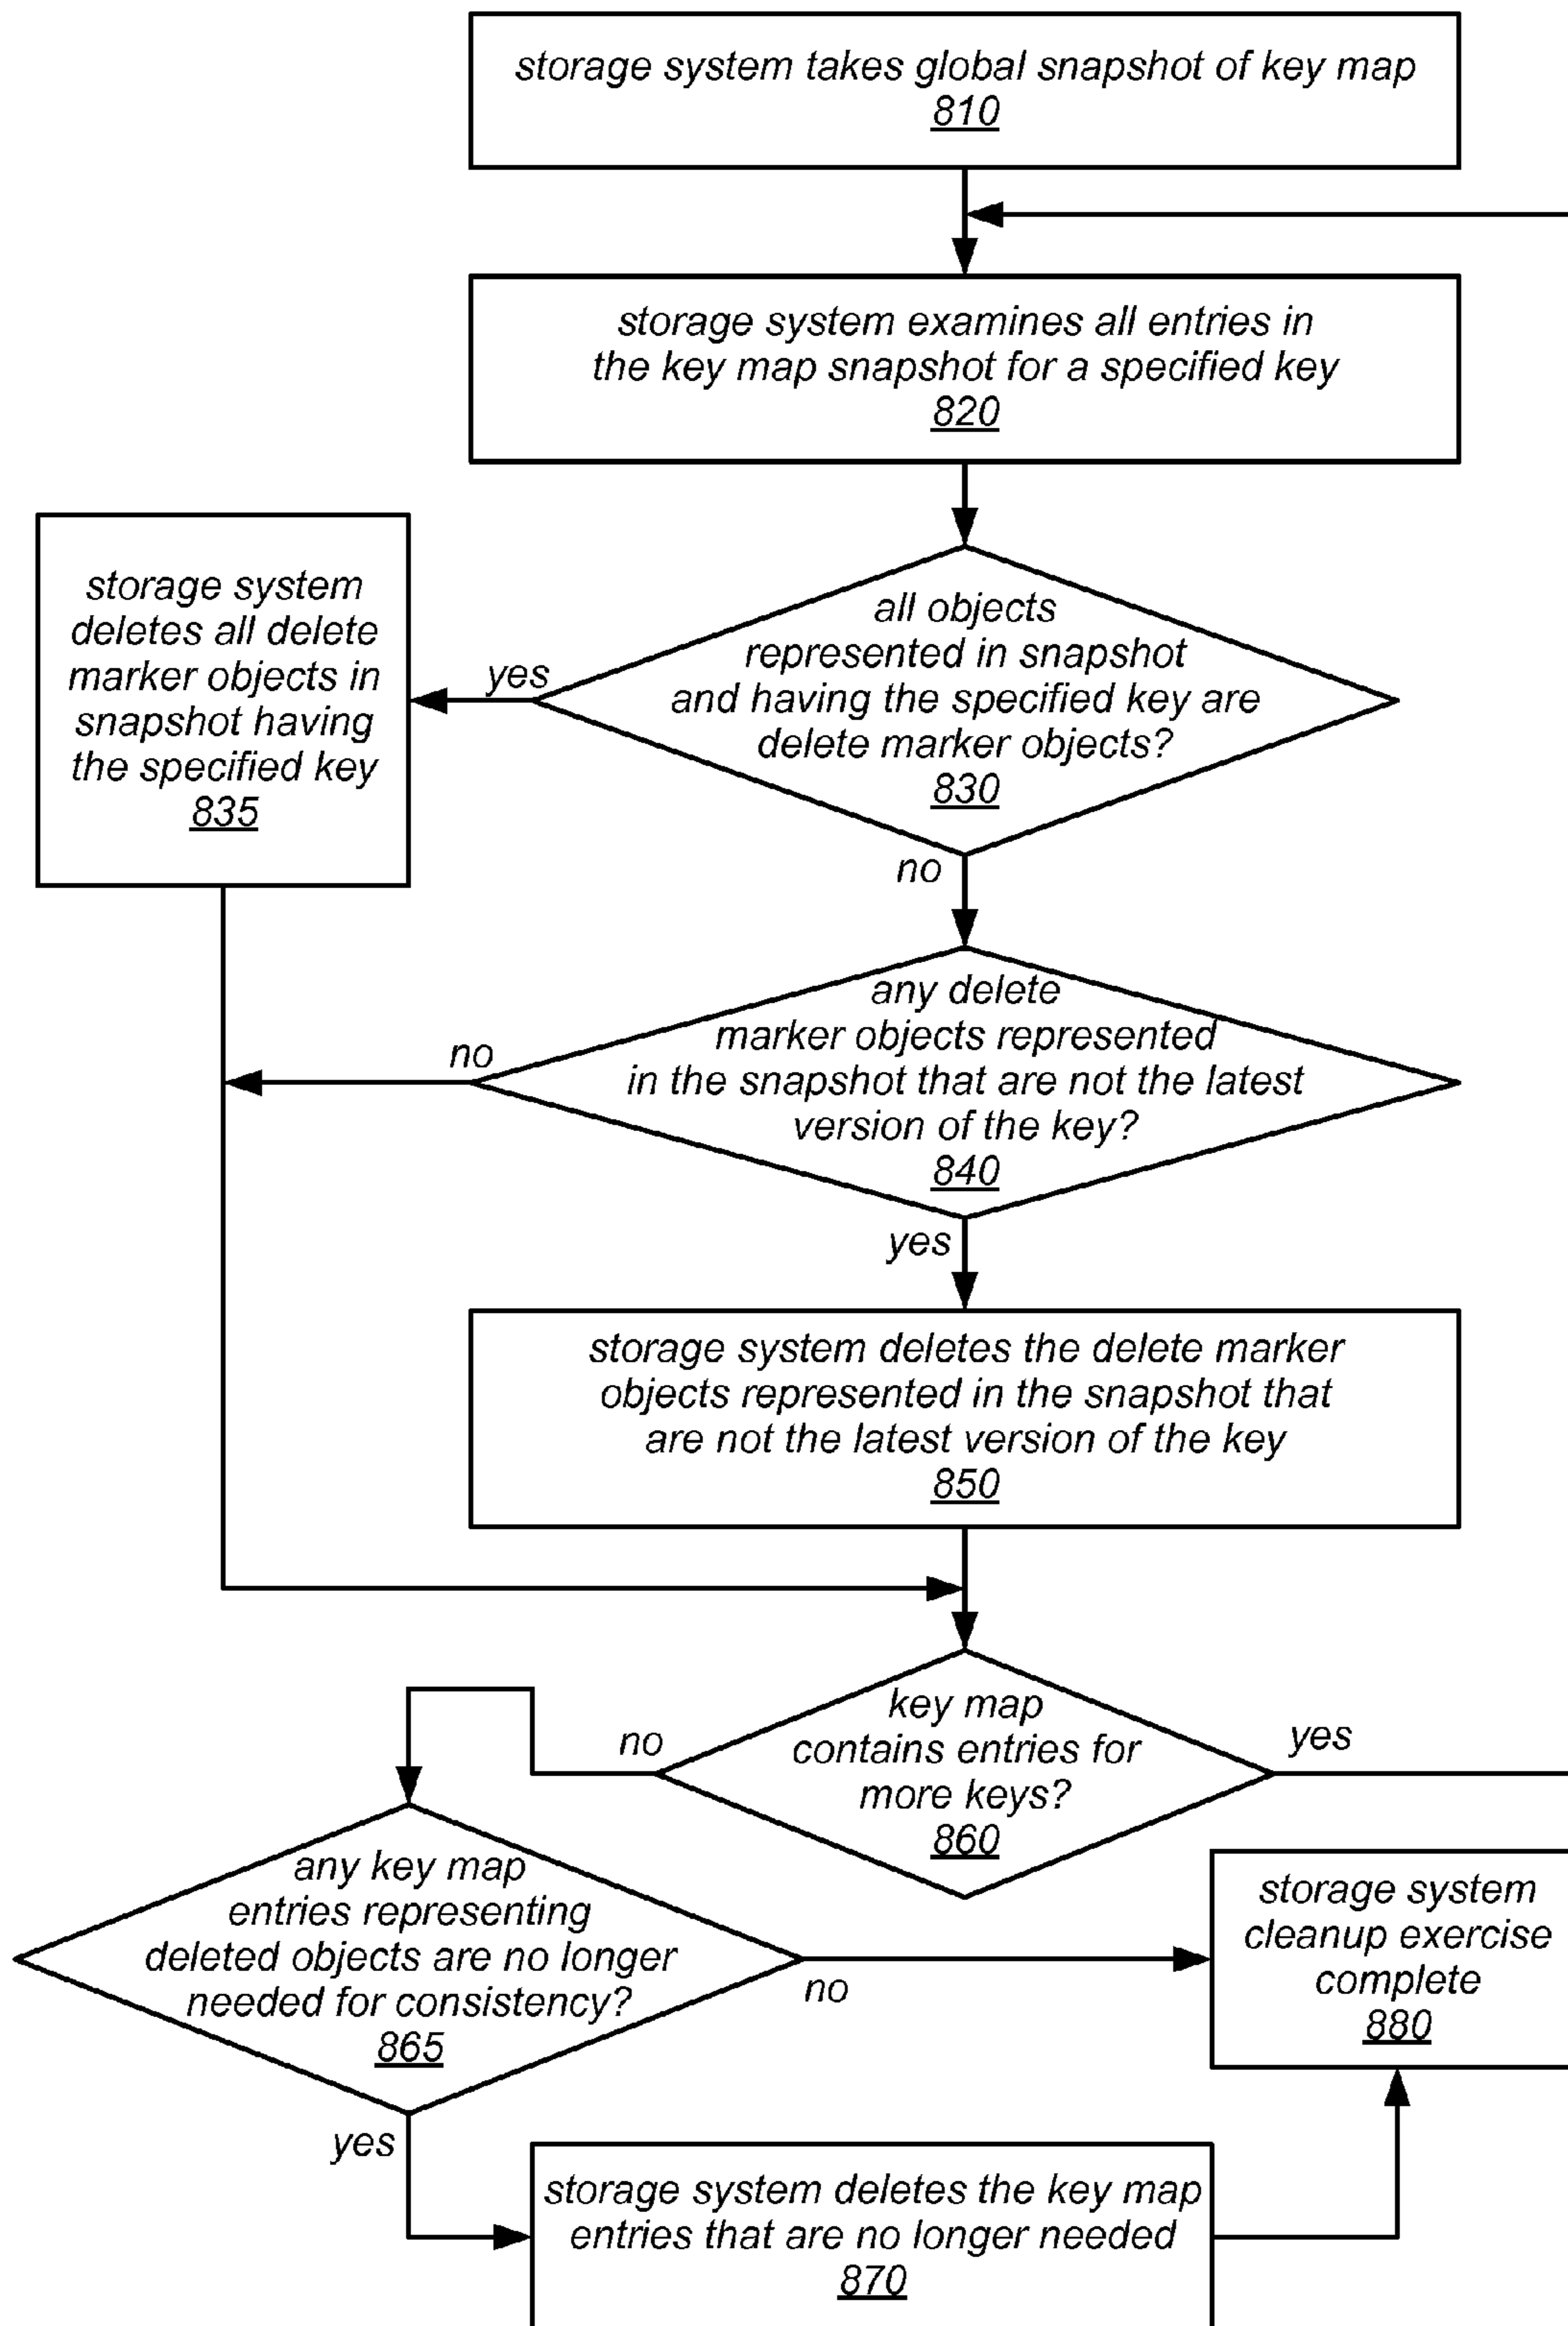 storage system takes global snapshot of key map
810
storage system examines all entries in
the key map snapshot for a specified key
820
all objects
represented in snapshot
and having the specified key are
delete marker objects?
830
yes
storage system
deletes all delete
marker objects in
snapshot having
the specified key
835
no
any delete
marker objects represented
in the snapshot that are not the latest
version of the key?
840
no
yes
storage system deletes the delete marker
objects represented in the snapshot that
are not the latest version of the key
850
key map
contains entries for
more keys?
860
no
yes
any key map
entries representing
deleted objects are no longer
needed for consistency?
865
no
storage system
cleanup exercise
complete
880
yes
storage system deletes the key map
entries that are no longer needed
870